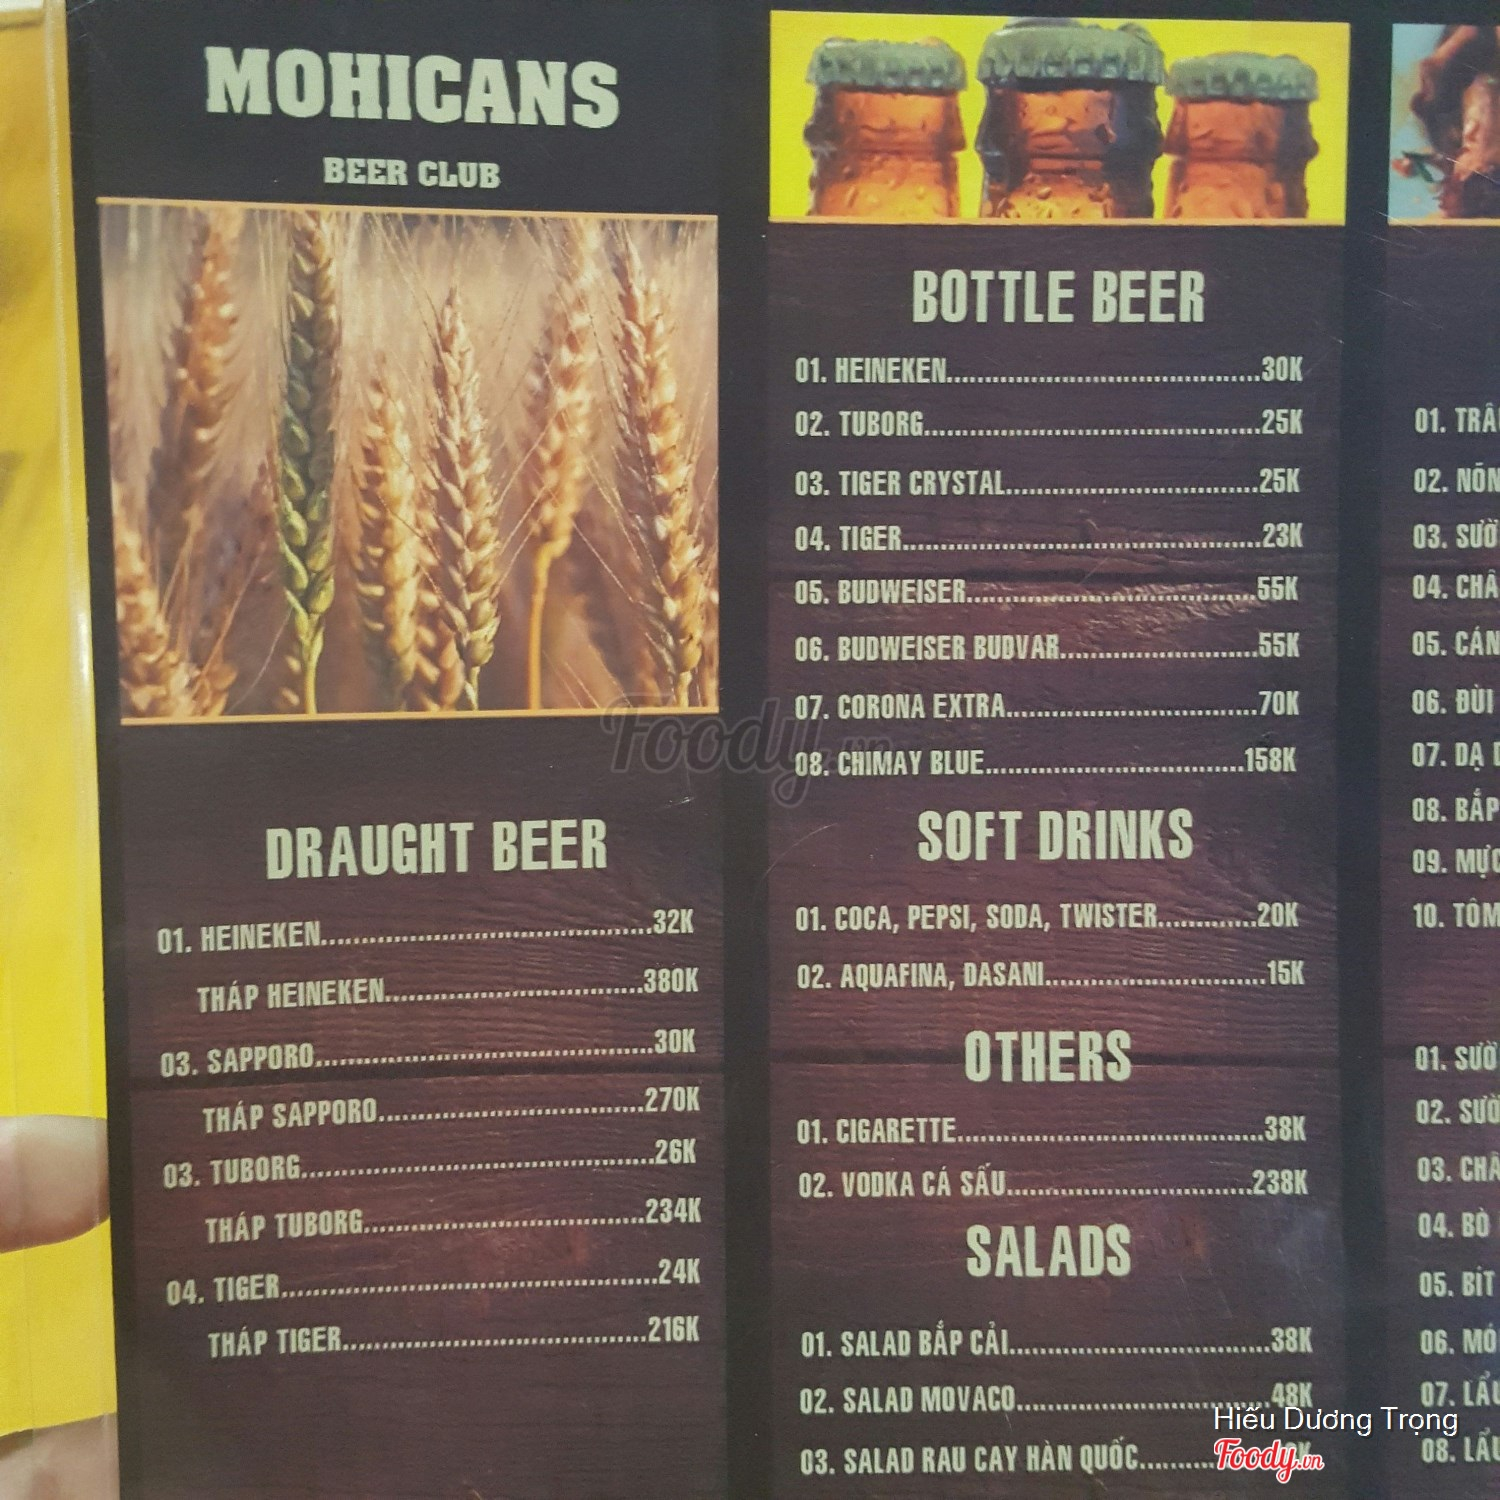 MOHICANS
BEER CLUB
DRAUGHT BEER
01. HEINEKEN........32K
THÁP HEINEKEN........380K
03. SAPPORO........30K
THÁP SAPPORO........270K
03. TUBORG........26K
THÁP TUBORG........234K
04. TIGER........24K
THÁP TIGER........216K
BOTTLE BEER
01. HEINEKEN........30K
02. TUBORG........25K
03. TIGER CRYSTAL........25K
04. TIGER........23K
05. BUDWEISER........55K
06. BUDWEISER BUDVAR........55K
07. CORONA EXTRA........70K
08. CHIMAY BLUE........158K
SOFT DRINKS
01. COCA, PEPSI, SODA, TWISTER........20K
02. AQUAFINA, DASANI........15K
OTHERS
01. CIGARETTE........38K
02. VODKA CÁ SẤU........238K
SALADS
01. SALAD BẮP CẢI........38K
02. SALAD MOVACO........48K
03. SALAD RAU CAY HÀN QUỐC........
01.
02.
03.
04.
05.
06. ĐÙI
07. DẠ
08. BẮP
09.
10.
01.
02.
03.
04. BÒ
05. BÍT
06.
07.
08.
Foody.vn
Hiếu Dương Trọng
Foody.vn